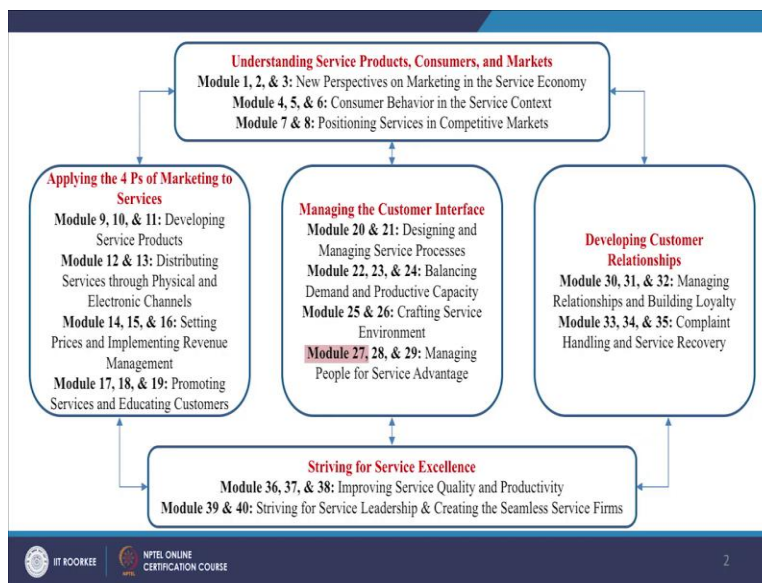 Understanding Service Products, Consumers, and Markets
Module 1, 2, & 3: New Perspectives on Marketing in the Service Economy
Module 4, 5, & 6: Consumer Behavior in the Service Context
Module 7 & 8: Positioning Services in Competitive Markets
Applying the 4 Ps of Marketing to
Services
Module 9, 10, & 11: Developing
Service Products
Module 12 & 13: Distributing
Services through Physical and
Electronic Channels
Module 14, 15, & 16: Setting
Prices and Implementing Revenue
Management
Module 17, 18, & 19: Promoting
Services and Educating Customers
Managing the Customer Interface
Module 20 & 21: Designing and
Managing Service Processes
Module 22, 23, & 24: Balancing
Demand and Productive Capacity
Module 25 & 26: Crafting Service
Environment
Module 27, 28, & 29: Managing
People for Service Advantage
Developing Customer
Relationships
Module 30, 31, & 32: Managing
Relationships and Building Loyalty
Module 33, 34, & 35: Complaint
Handling and Service Recovery
Striving for Service Excellence
Module 36, 37, & 38: Improving Service Quality and Productivity
Module 39 & 40: Striving for Service Leadership & Creating the Seamless Service Firms
IIT ROORKEE
NPTEL ONLINE
CERTIFICATION COURSE
2